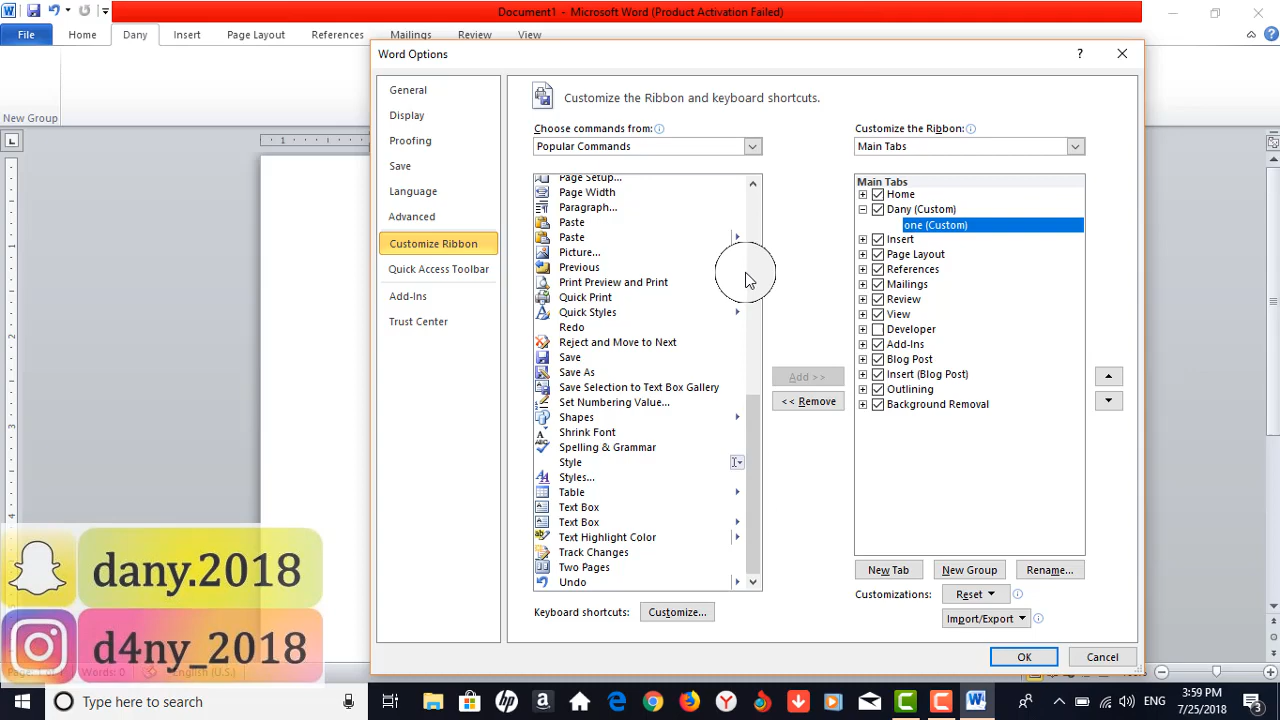 Document1 - Microsoft Word (Product Activation Failed)
File Home Dany Insert Page Layout References Mailings Review View
New Group
Word Options
General
Display
Proofing
Save
Language
Advanced
Customize Ribbon
Quick Access Toolbar
Add-Ins
Trust Center
Customize the Ribbon and keyboard shortcuts.
Choose commands from:
Popular Commands
Page Setup...
Page Width
Paragraph...
Paste
Paste
Picture...
Previous
Print Preview and Print
Quick Print
Quick Styles
Redo
Reject and Move to Next
Save
Save As
Save Selection to Text Box Gallery
Set Numbering Value...
Shapes
Shrink Font
Spelling & Grammar
Style
Styles...
Table
Text Box
Text Box
Text Highlight Color
Track Changes
Two Pages
Undo
Keyboard shortcuts: Customize...
Add >>
<< Remove
Customize the Ribbon:
Main Tabs
Main Tabs
Home
Dany (Custom)
one (Custom)
Insert
Page Layout
References
Mailings
Review
View
Developer
Add-Ins
Blog Post
Insert (Blog Post)
Outlining
Background Removal
New Tab New Group Rename...
Customizations: Reset
Import/Export
OK Cancel
dany.2018
d4ny_2018
Page: 1 of 1 Words: 0 English (U.S.)
Type here to search
ENG
3:59 PM
7/25/2018